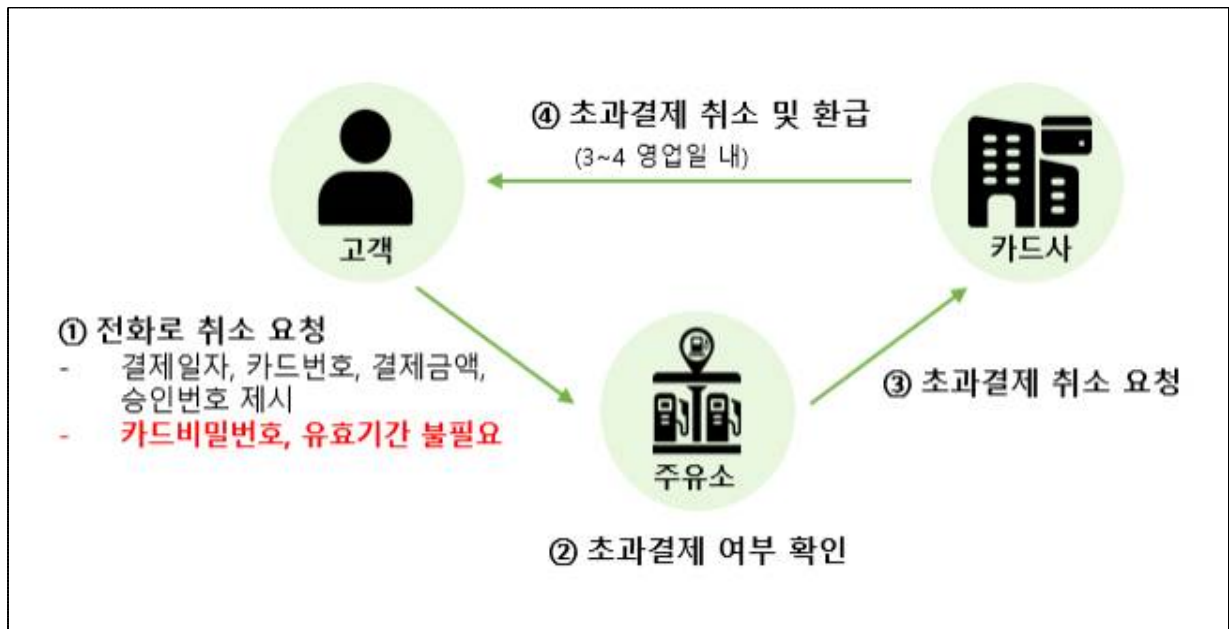 ④ 초과결제 취소 및 환급
(3~4 영업일 내)
고객
카드사
① 전화로 취소 요청
- 결제일자, 카드번호, 결제금액,
승인번호 제시
- 카드비밀번호, 유효기간 불필요
③ 초과결제 취소 요청
주유소
② 초과결제 여부 확인